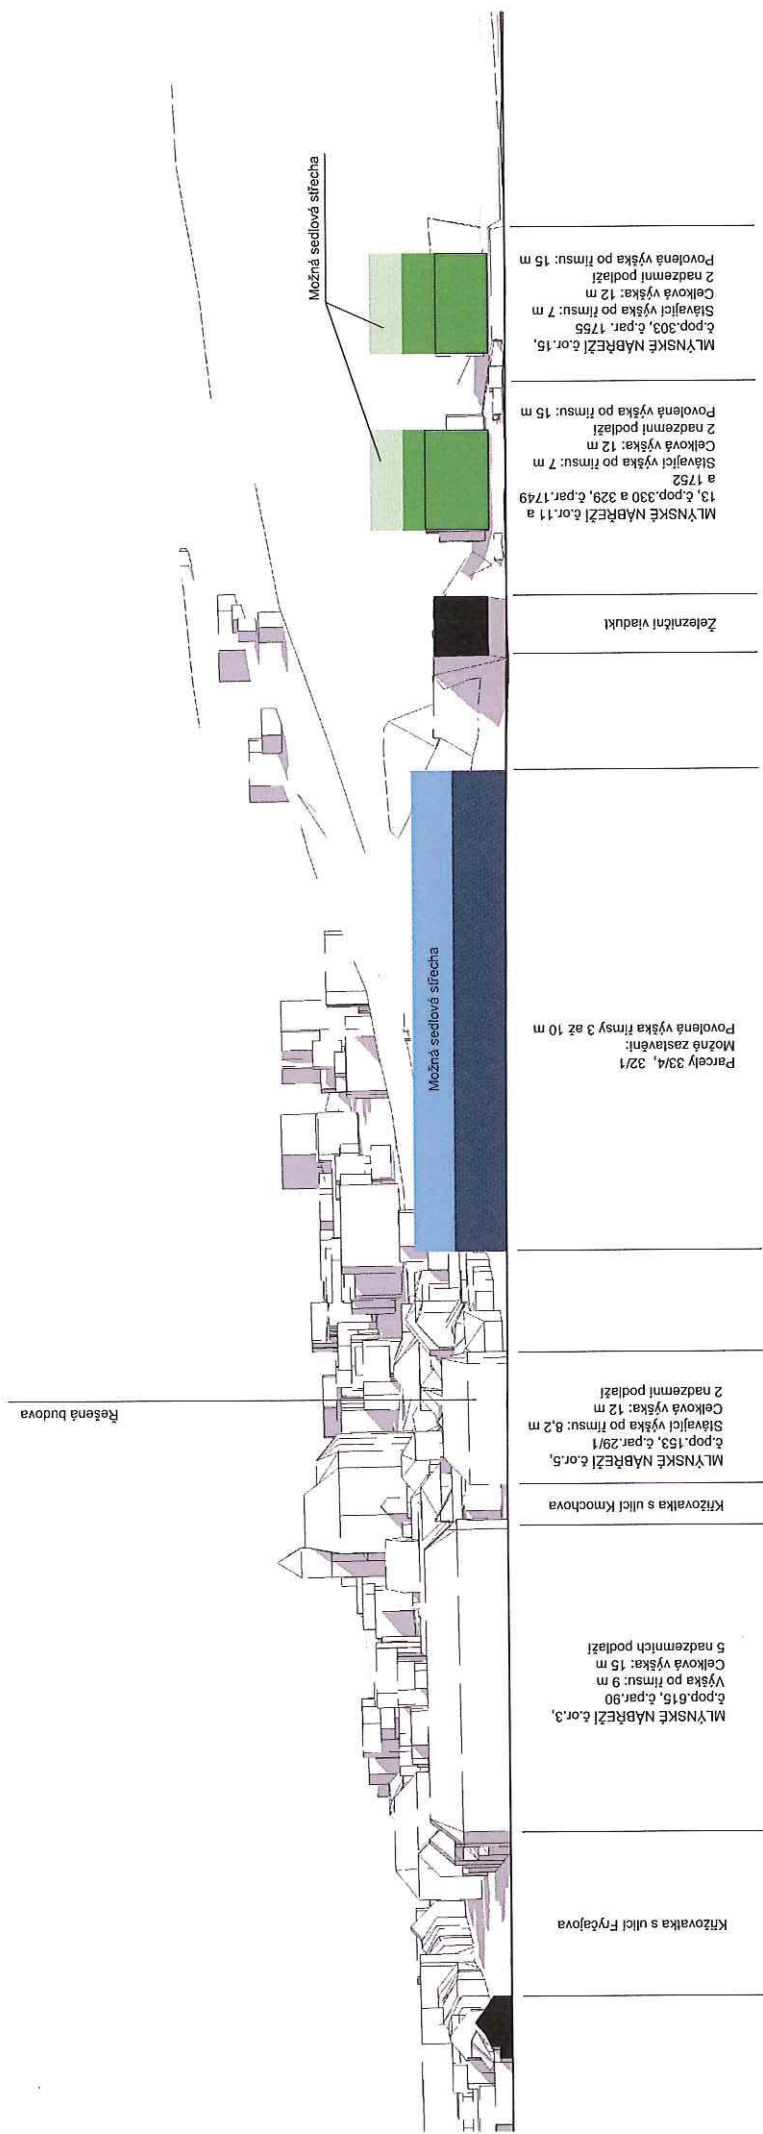 Možná sedlová střecha
MLÝNSKÉ NÁBŘEŽÍ č.or.15,
č.pop.303, č.par. 1755
Stávající výška po římsu: 7 m
Celková výška: 12 m
2 nadzemní podlaží
Povolená výška po římsu: 15 m
MLÝNSKÉ NÁBŘEŽÍ č.or.11 a
13, č.pop.330 a 329, č.par.1749
a 1752
Stávající výška po římsu: 7 m
Celková výška: 12 m
2 nadzemní podlaží
Povolená výška po římsu: 15 m
Železniční viadukt
Možná sedlová střecha
Parcely 33/4, 32/1
Možné zastavění:
Povolená výška římsy 3 až 10 m
Řešená budova
MLÝNSKÉ NÁBŘEŽÍ č.or.5,
č.pop.153, č.par.29/1
Stávající výška po římsu: 8,2 m
Celková výška: 12 m
2 nadzemní podlaží
Křižovatka s ulicí Kmochova
MLÝNSKÉ NÁBŘEŽÍ č.or.3,
č.pop.615, č.par.90
Výška po římsu: 9 m
Celková výška: 15 m
5 nadzemních podlaží
Křižovatka s ulicí Fryčajova